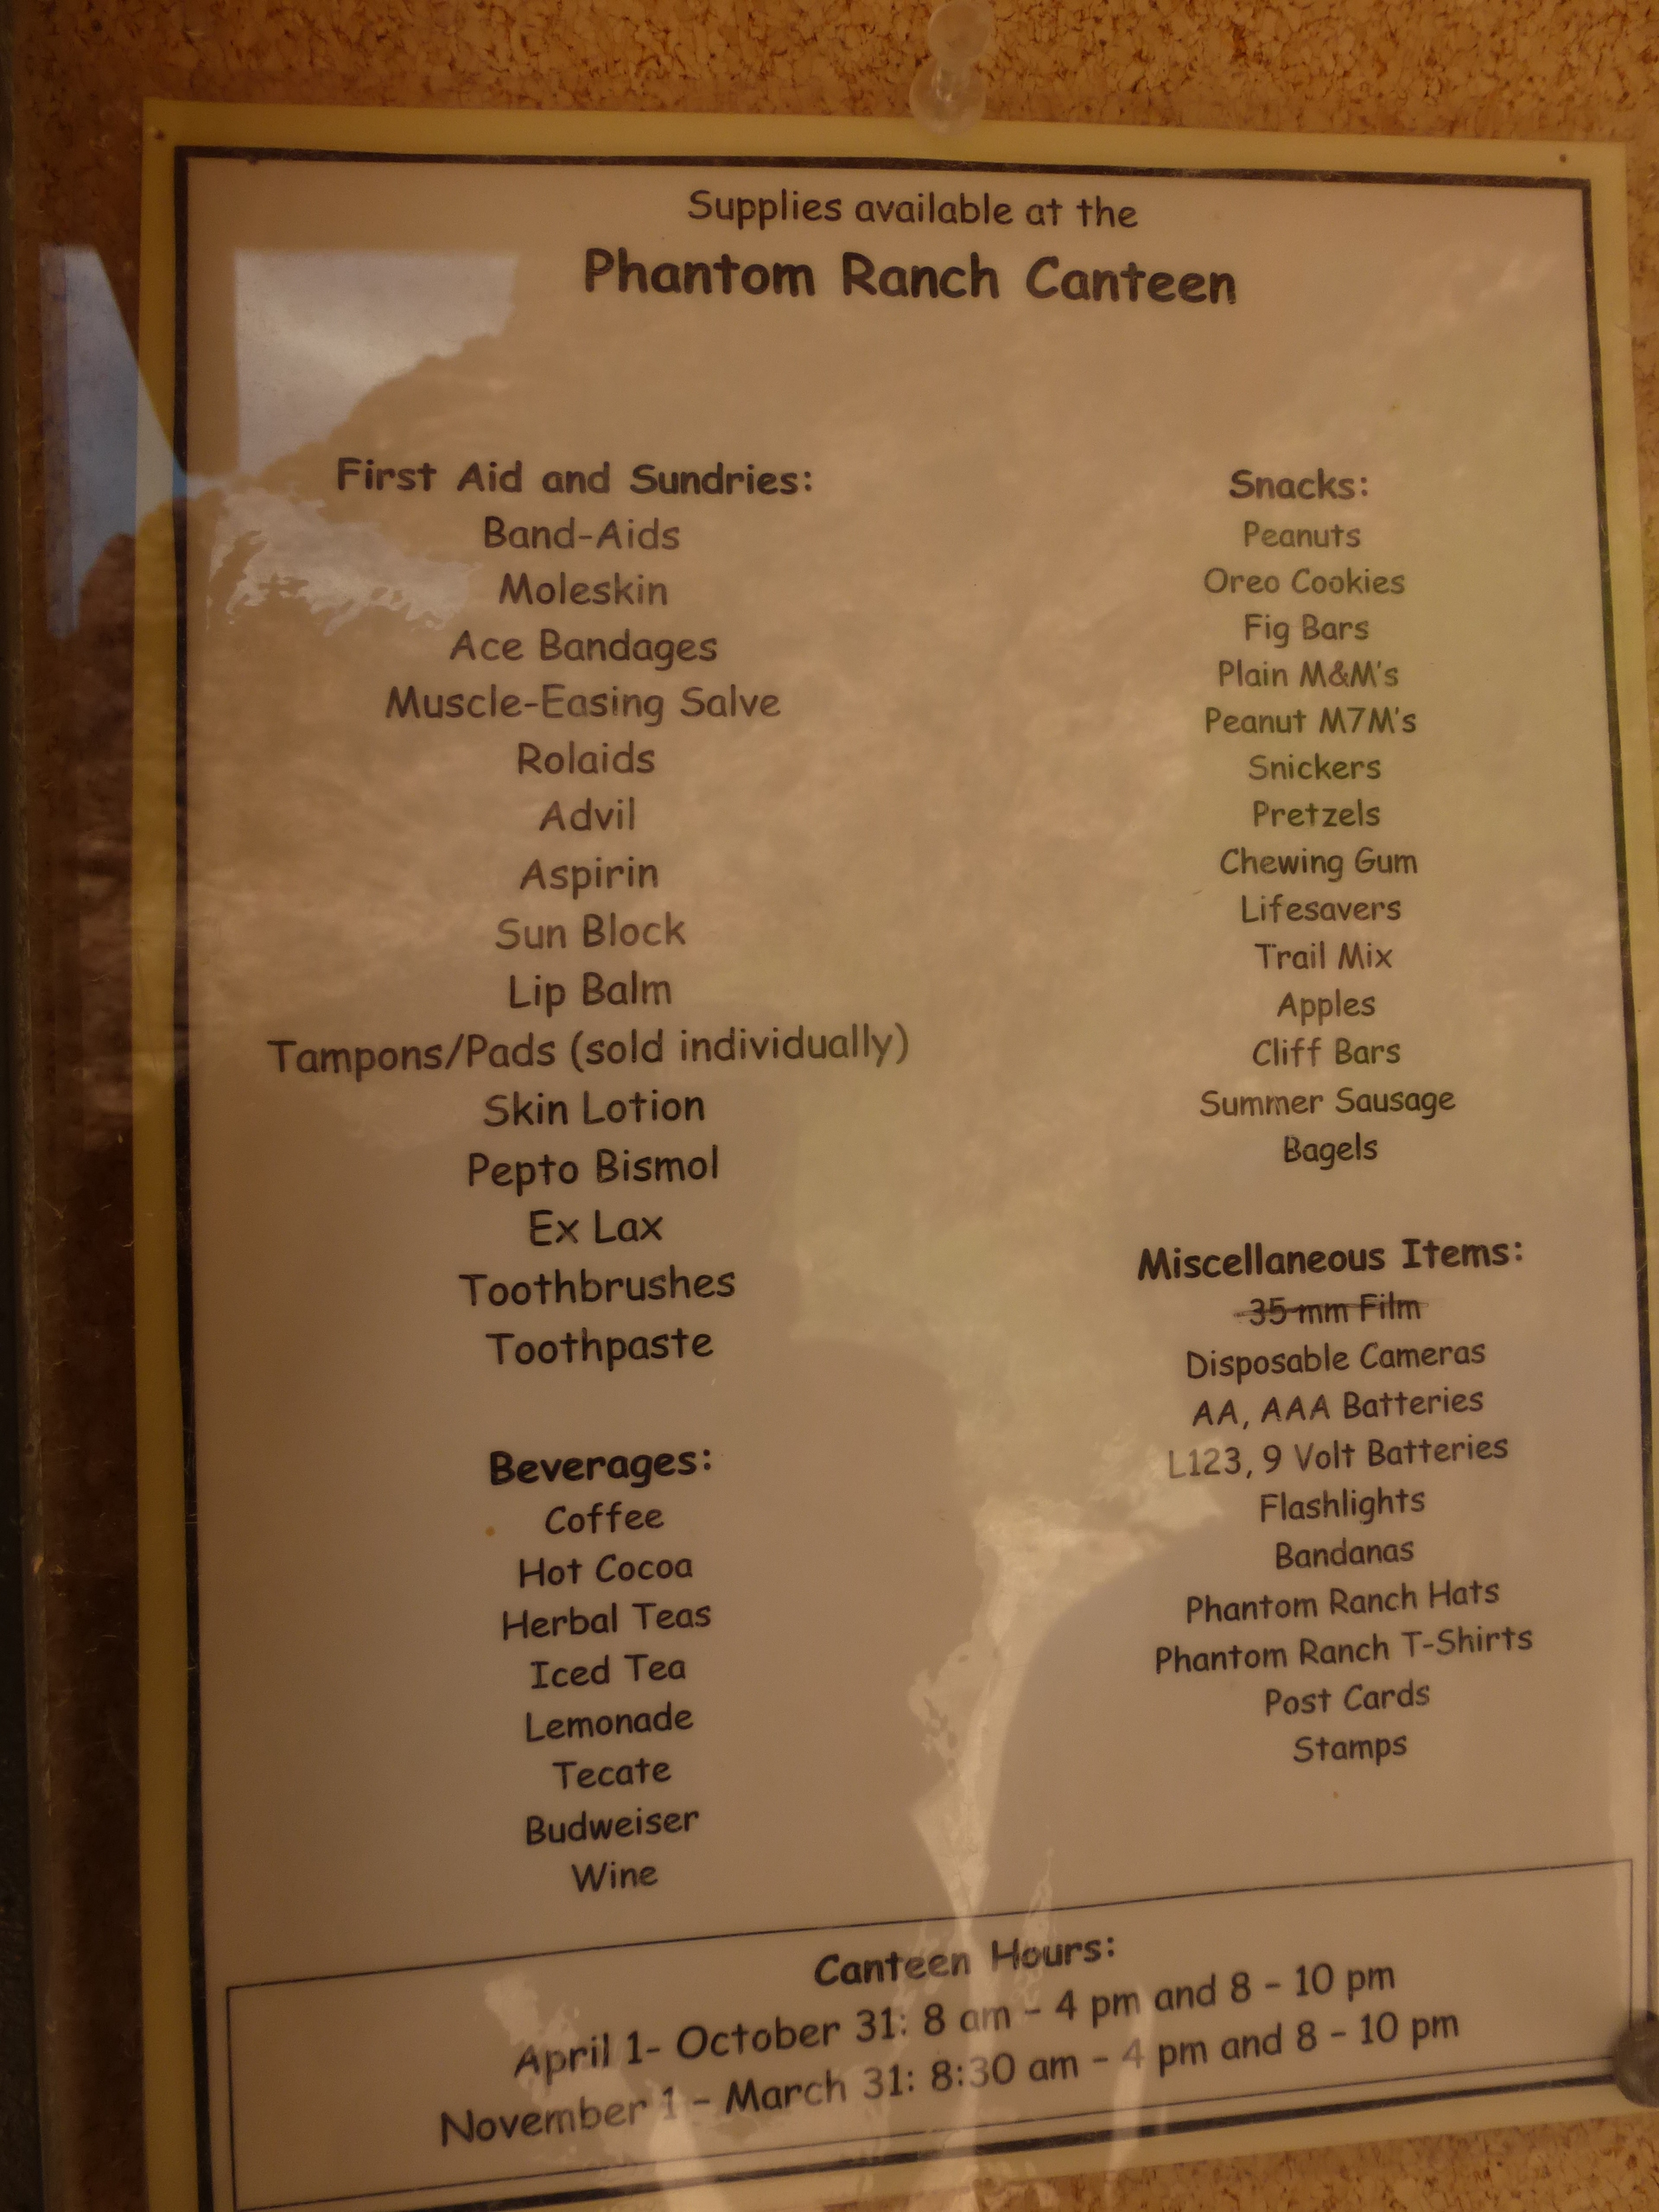 Supplies available at the
Phantom Ranch Canteen
First Aid and Sundries:
Band-Aids
Moleskin
Ace Bandages
Muscle-Easing Salve
Rolaids
Advil
Aspirin
Sun Block
Lip Balm
Tampons/Pads (sold individually)
Skin Lotion
Pepto Bismol
Ex Lax
Toothbrushes
Toothpaste
Beverages:
Coffee
Hot Cocoa
Herbal Teas
Iced Tea
Lemonade
Tecate
Budweiser
Wine
Snacks:
Peanuts
Oreo Cookies
Fig Bars
Plain M&M's
Peanut M7M's
Snickers
Pretzels
Chewing Gum
Lifesavers
Trail Mix
Apples
Cliff Bars
Summer Sausage
Bagels
Miscellaneous Items:
35 mm Film
Disposable Cameras
AA, AAA Batteries
L123, 9 Volt Batteries
Flashlights
Bandanas
Phantom Ranch Hats
Phantom Ranch T-Shirts
Post Cards
Stamps
Canteen Hours:
April 1- October 31: 8 am - 4 pm and 8 - 10 pm
November 1 - March 31: 8:30 am - 4 pm and 8 - 10 pm